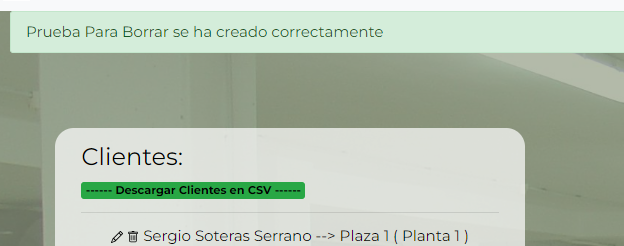 Prueba Para Borrar se ha creado correctamente
Clientes:
------ Descargar Clientes en CSV ------
Sergio Soteras Serrano --> Plaza 1 ( Planta 1 )